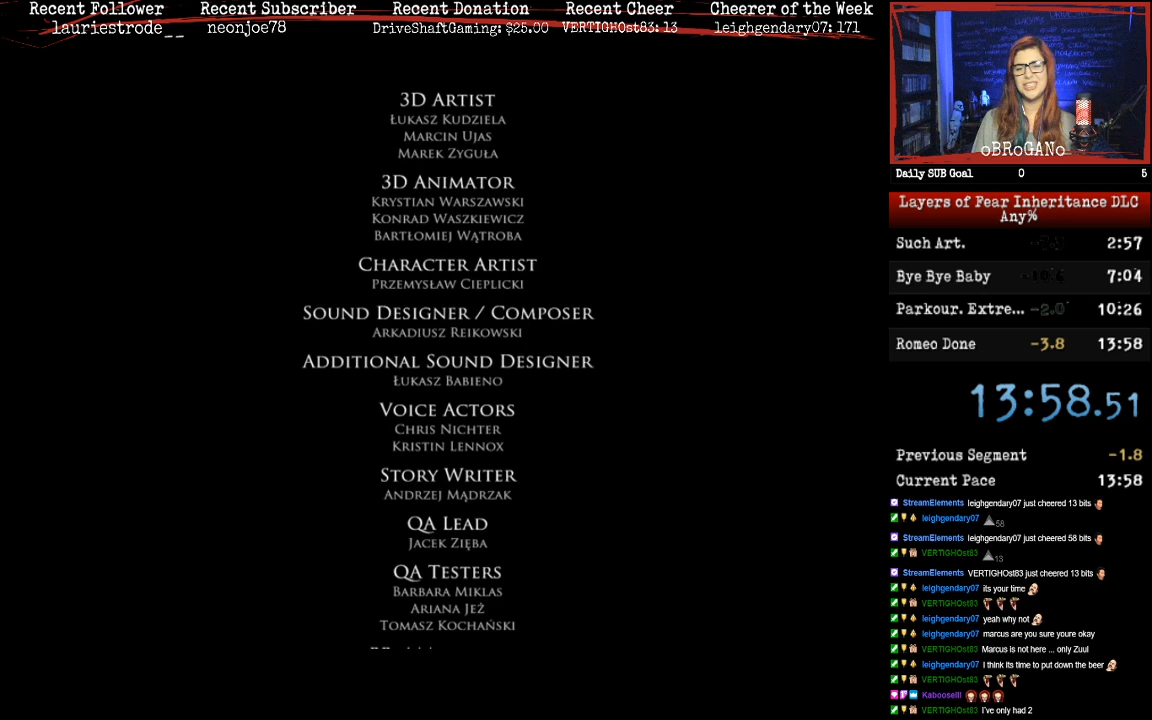 Recent Follower
lauriestrode__
Recent Subscriber
neonjoe78
Recent Donation
DriveShaftGaming: $25.00
Recent Cheer
VERTIGHOst83: 13
Cheerer of the Week
leighgendary07: 171
3D Artist
Łukasz Kudziela
Marcin Ujas
Marek Zyguła
3D Animator
Krystian Warszawski
Konrad Waszkiewicz
Bartłomiej Wątroba
Character Artist
Przemysław Cieplicki
Sound Designer / Composer
Arkadiusz Reikowski
Additional Sound Designer
Łukasz Babieno
Voice Actors
Chris Nichter
Kristin Lennox
Story Writer
Andrzej Mądrzak
QA Lead
Jacek Zięba
QA Testers
Barbara Miklas
Ariana Jeż
Tomasz Kochański
oBRoGANo
Daily SUB Goal 0 5
Layers of Fear Inheritance DLC
Any%
Such Art. 2:57
Bye Bye Baby 7:04
Parkour. Extre... -2.0 10:26
Romeo Done -3.8 13:58
13:58.51
Previous Segment -1.8
Current Pace 13:58
StreamElements leighgendary07 just cheered 13 bits
leighgendary07 58
StreamElements leighgendary07 just cheered 58 bits
VERTIGHOst83 13
StreamElements VERTIGHOst83 just cheered 13 bits
leighgendary07 its your time
VERTIGHOst83
leighgendary07 yeah why not
leighgendary07 marcus are you sure youre okay
VERTIGHOst83 Marcus is not here ... only Zuul
leighgendary07 I think its time to put down the beer
VERTIGHOst83
KabooseIII
VERTIGHOst83 I've only had 2